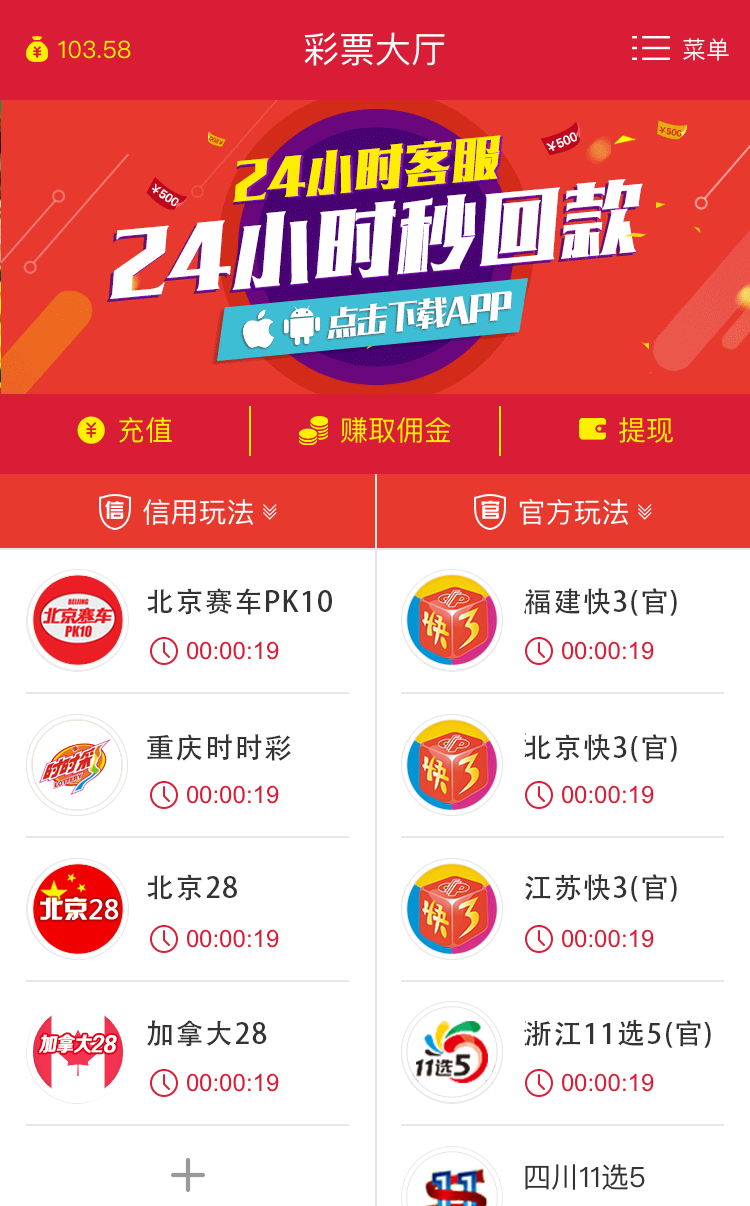 103.58
彩票大厅
菜单
¥500
¥500
¥500
24小时客服
24小时秒回款
点击下载APP
充值
赚取佣金
提现
信 信用玩法
官 官方玩法
BEIJING
北京赛车
PK10
北京赛车PK10
00:00:19
快3
福建快3(官)
00:00:19
时时彩
LOTTERY
重庆时时彩
00:00:19
快3
北京快3(官)
00:00:19
北京28
北京28
00:00:19
快3
江苏快3(官)
00:00:19
加拿大28
加拿大28
00:00:19
11选5
浙江11选5(官)
00:00:19
四川11选5